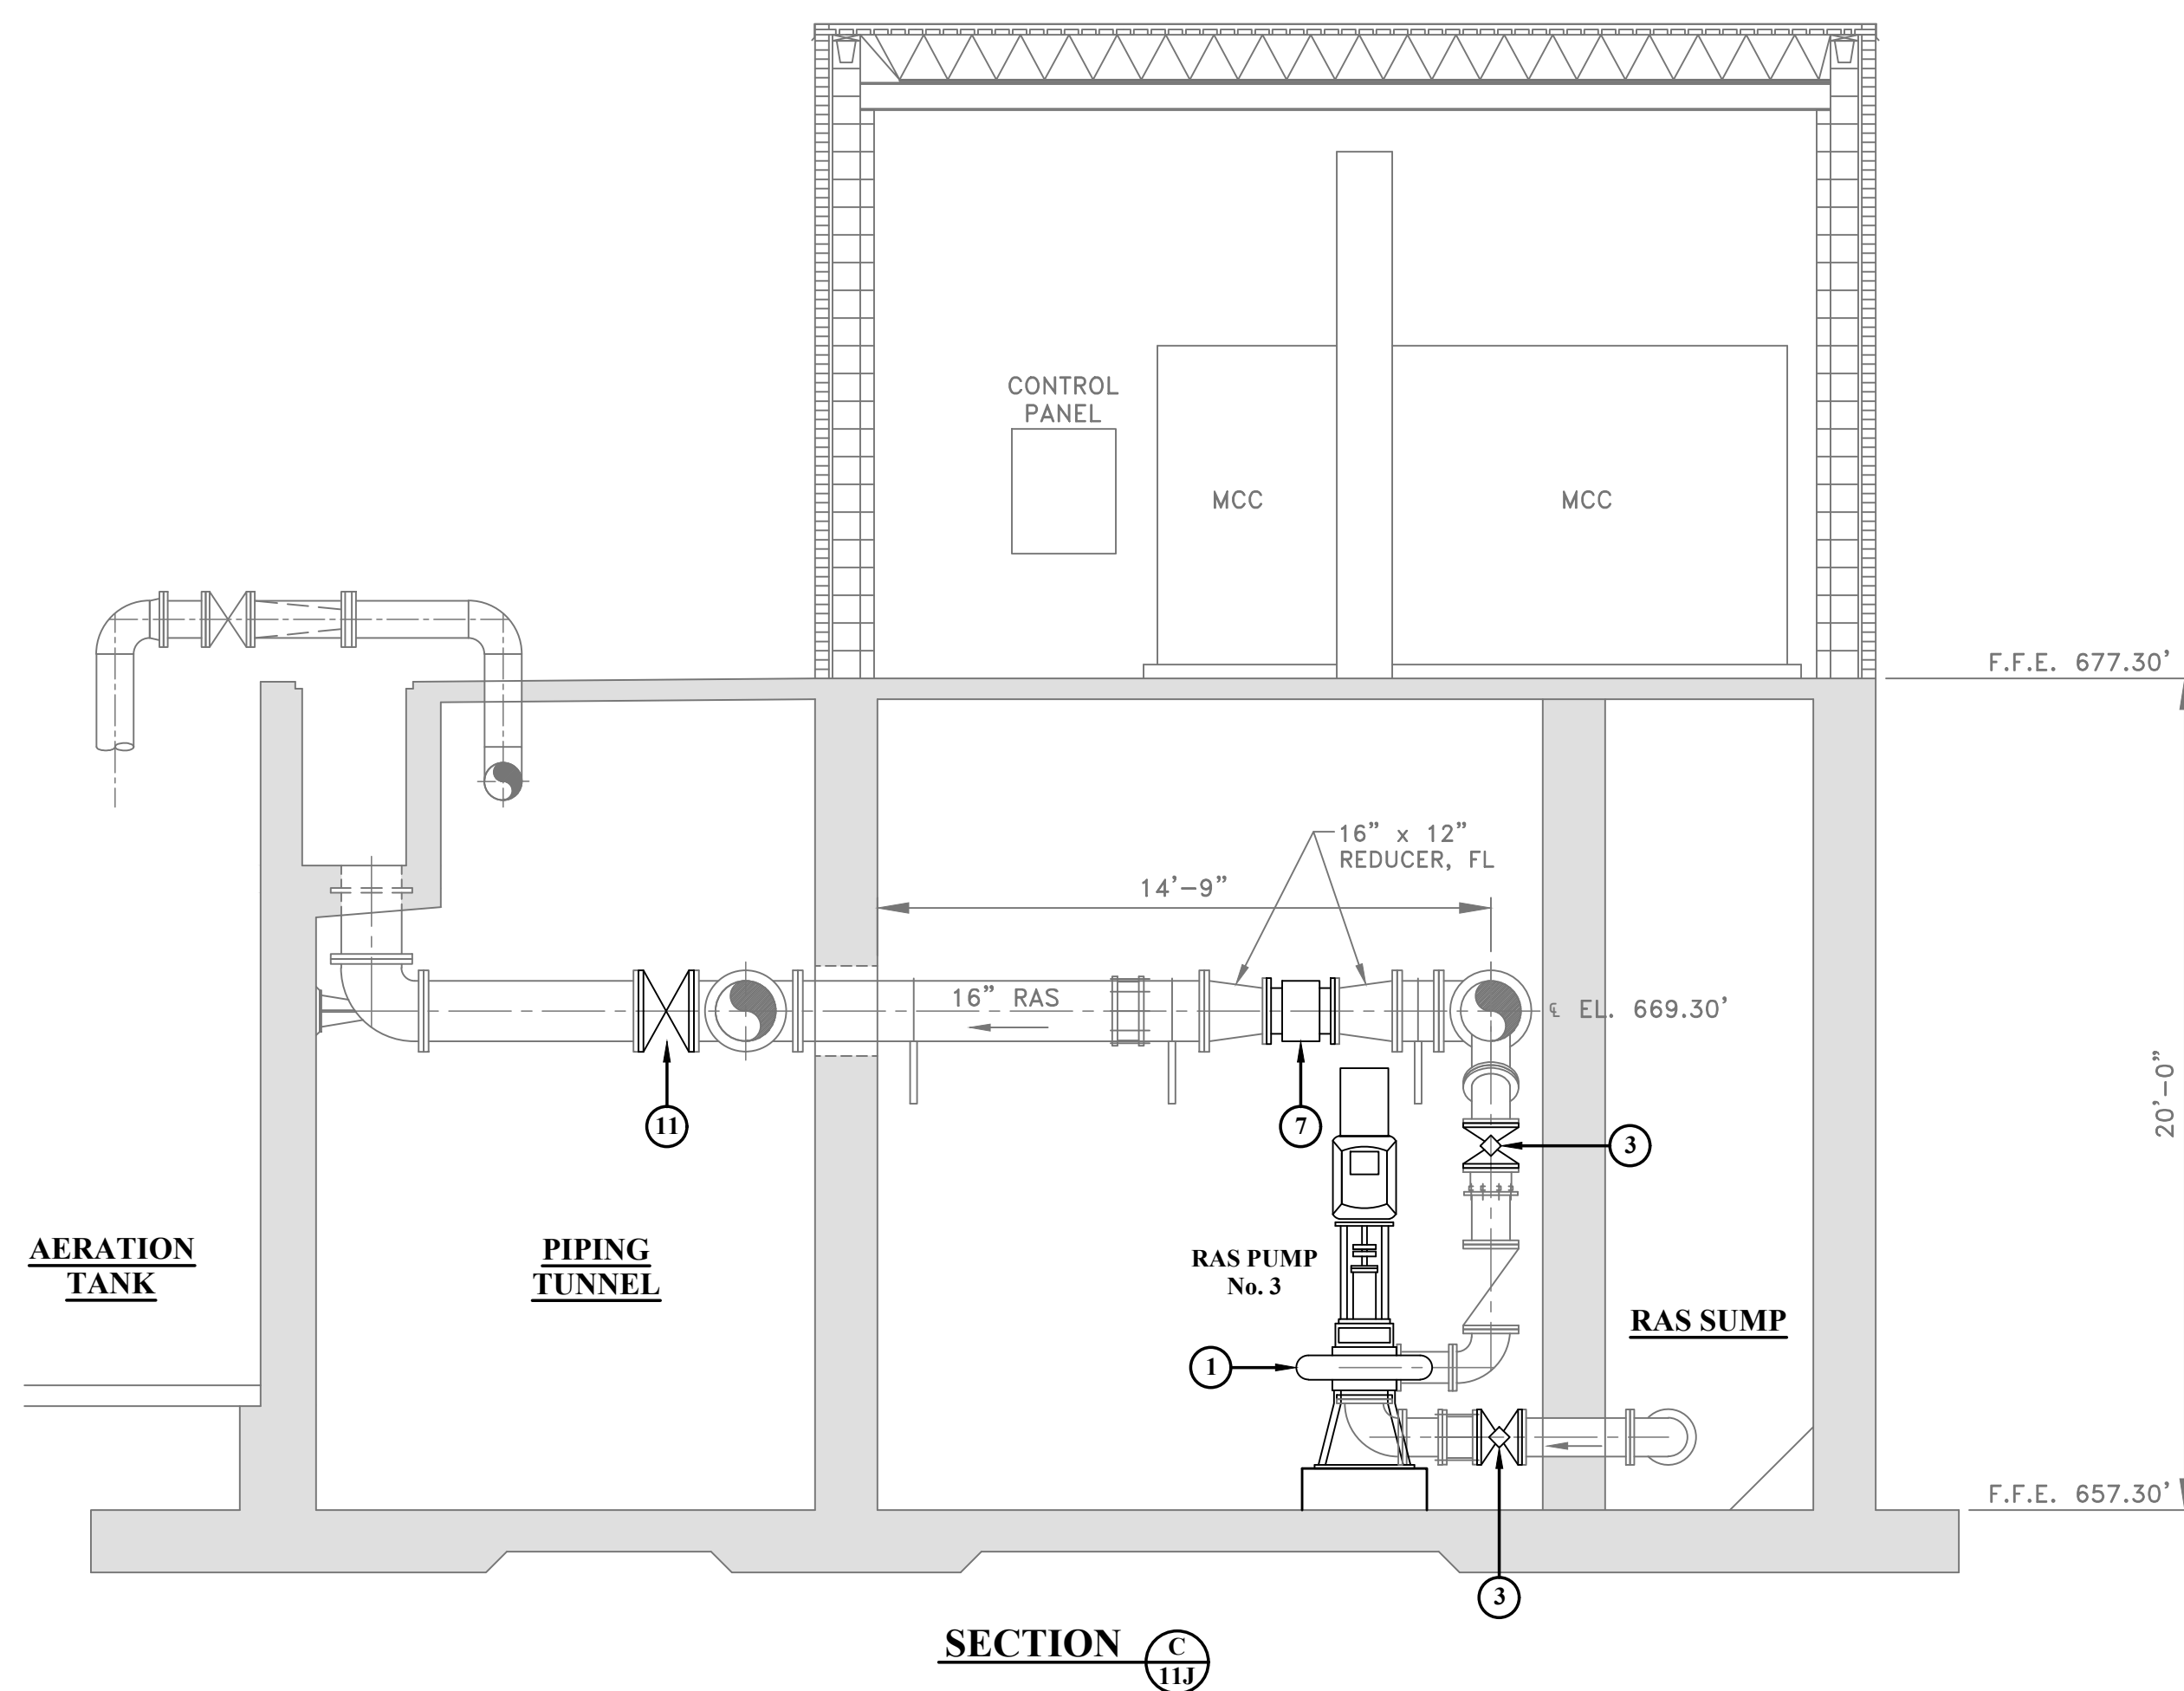 CONTROL
PANEL
MCC
MCC
F.F.E. 677.30'
16" x 12"
REDUCER, FL
14'-9"
16" RAS
℄ EL. 669.30'
20'-0"
11
7
3
AERATION
TANK
PIPING
TUNNEL
RAS PUMP
No. 3
RAS SUMP
1
F.F.E. 657.30'
3
SECTION
C
11J